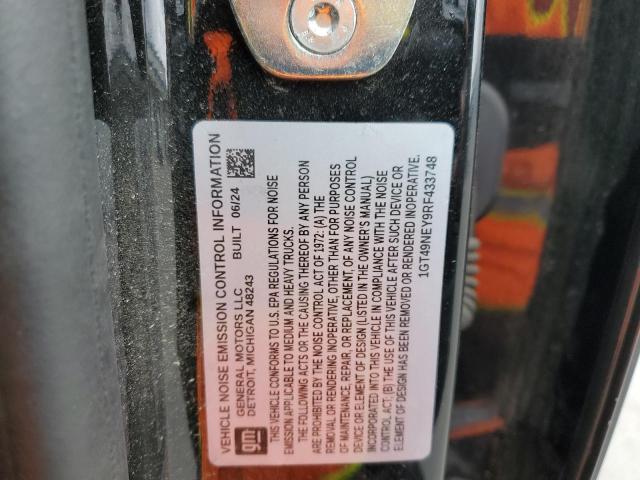 VEHICLE NOISE EMISSION CONTROL INFORMATION
gm
GENERAL MOTORS LLC BUILT 06/24
DETROIT, MICHIGAN 48243
THIS VEHICLE CONFORMS TO U.S. EPA REGULATIONS FOR NOISE
EMISSION APPLICABLE TO MEDIUM AND HEAVY TRUCKS.
THE FOLLOWING ACTS OR THE CAUSING THEREOF BY ANY PERSON
ARE PROHIBITED BY THE NOISE CONTROL ACT OF 1972: (A) THE
REMOVAL OR RENDERING INOPERATIVE, OTHER THAN FOR PURPOSES
OF MAINTENANCE, REPAIR, OR REPLACEMENT, OF ANY NOISE CONTROL
DEVICE OR ELEMENT OF DESIGN (LISTED IN THE OWNER'S MANUAL)
INCORPORATED INTO THIS VEHICLE IN COMPLIANCE WITH THE NOISE
CONTROL ACT; (B) THE USE OF THIS VEHICLE AFTER SUCH DEVICE OR
ELEMENT OF DESIGN HAS BEEN REMOVED OR RENDERED INOPERATIVE.
1GT49NEY9RF433748